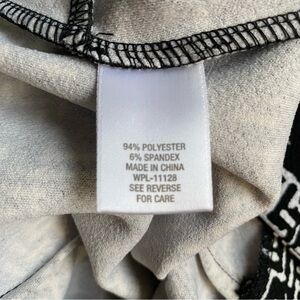 94% POLYESTER
6% SPANDEX
MADE IN CHINA
WPL-11128
SEE REVERSE
FOR CARE